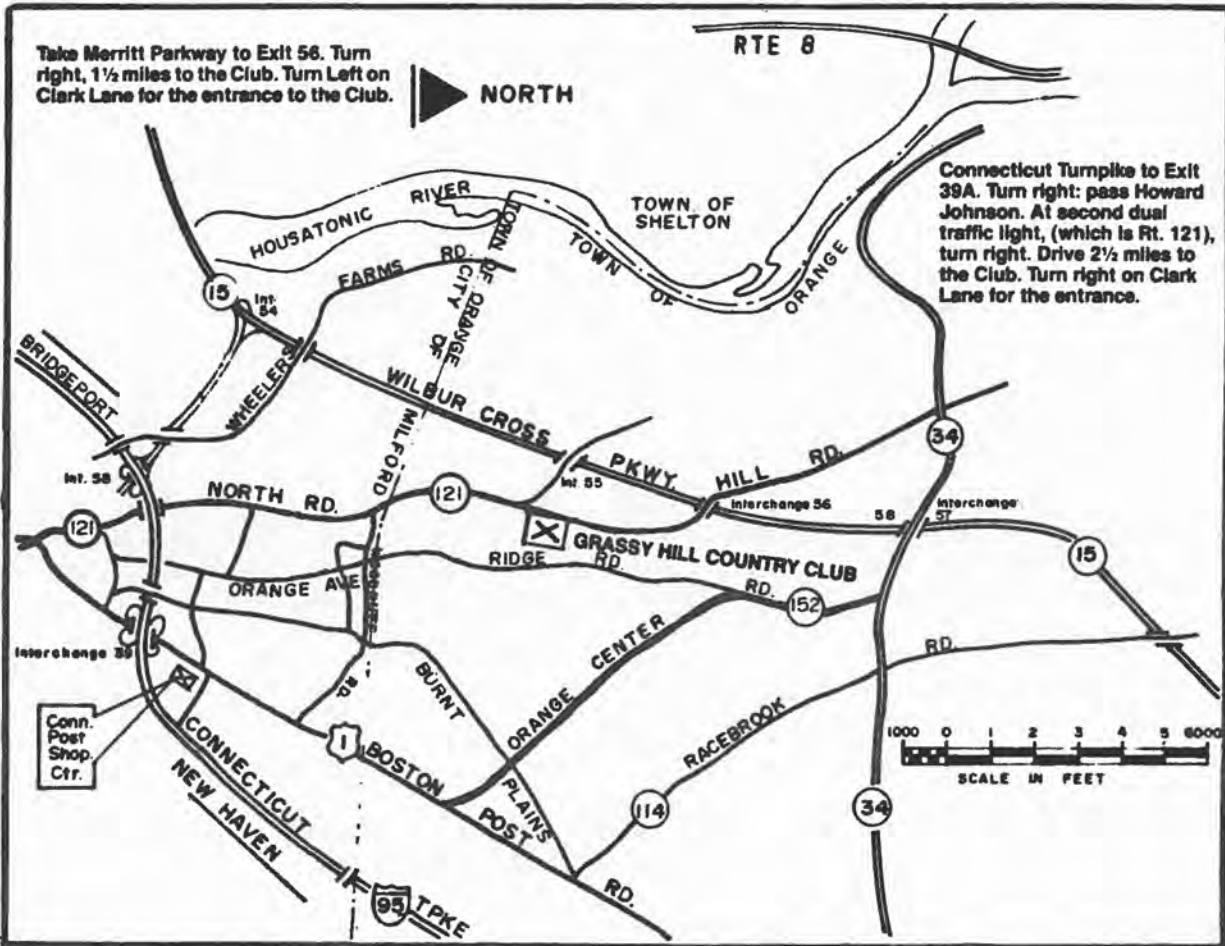 Take Merritt Parkway to Exit 56. Turn
right, 1½ miles to the Club. Turn Left on
Clark Lane for the entrance to the Club.
NORTH
RTE 8
Connecticut Turnpike to Exit
39A. Turn right: pass Howard
Johnson. At second dual
traffic light, (which is Rt. 121),
turn right. Drive 2½ miles to
the Club. Turn right on Clark
Lane for the entrance.
HOUSATONIC RIVER
TOWN OF
SHELTON
TOWN OF ORANGE
TOWN OF ORANGE
CITY OF MILFORD
FARMS RD.
WHEELERS
15
Int.
54
BRIDGEPORT
WILBUR CROSS PKWY.
HILL RD.
34
Int. 55
Interchange 56
58
Interchange
57
15
Int. 58
NORTH RD.
121
121
GRASSY HILL COUNTRY CLUB
RIDGE RD.
RD.
152
ORANGE AVE
Interchange 39
RD.
BURNT PLAINS
ORANGE CENTER
RACEBROOK RD.
Conn.
Post
Shop.
Ctr.
CONNECTICUT TPKE
NEW HAVEN
1
BOSTON POST RD.
114
34
95
1000 0 1 2 3 4 5 6000
SCALE IN FEET